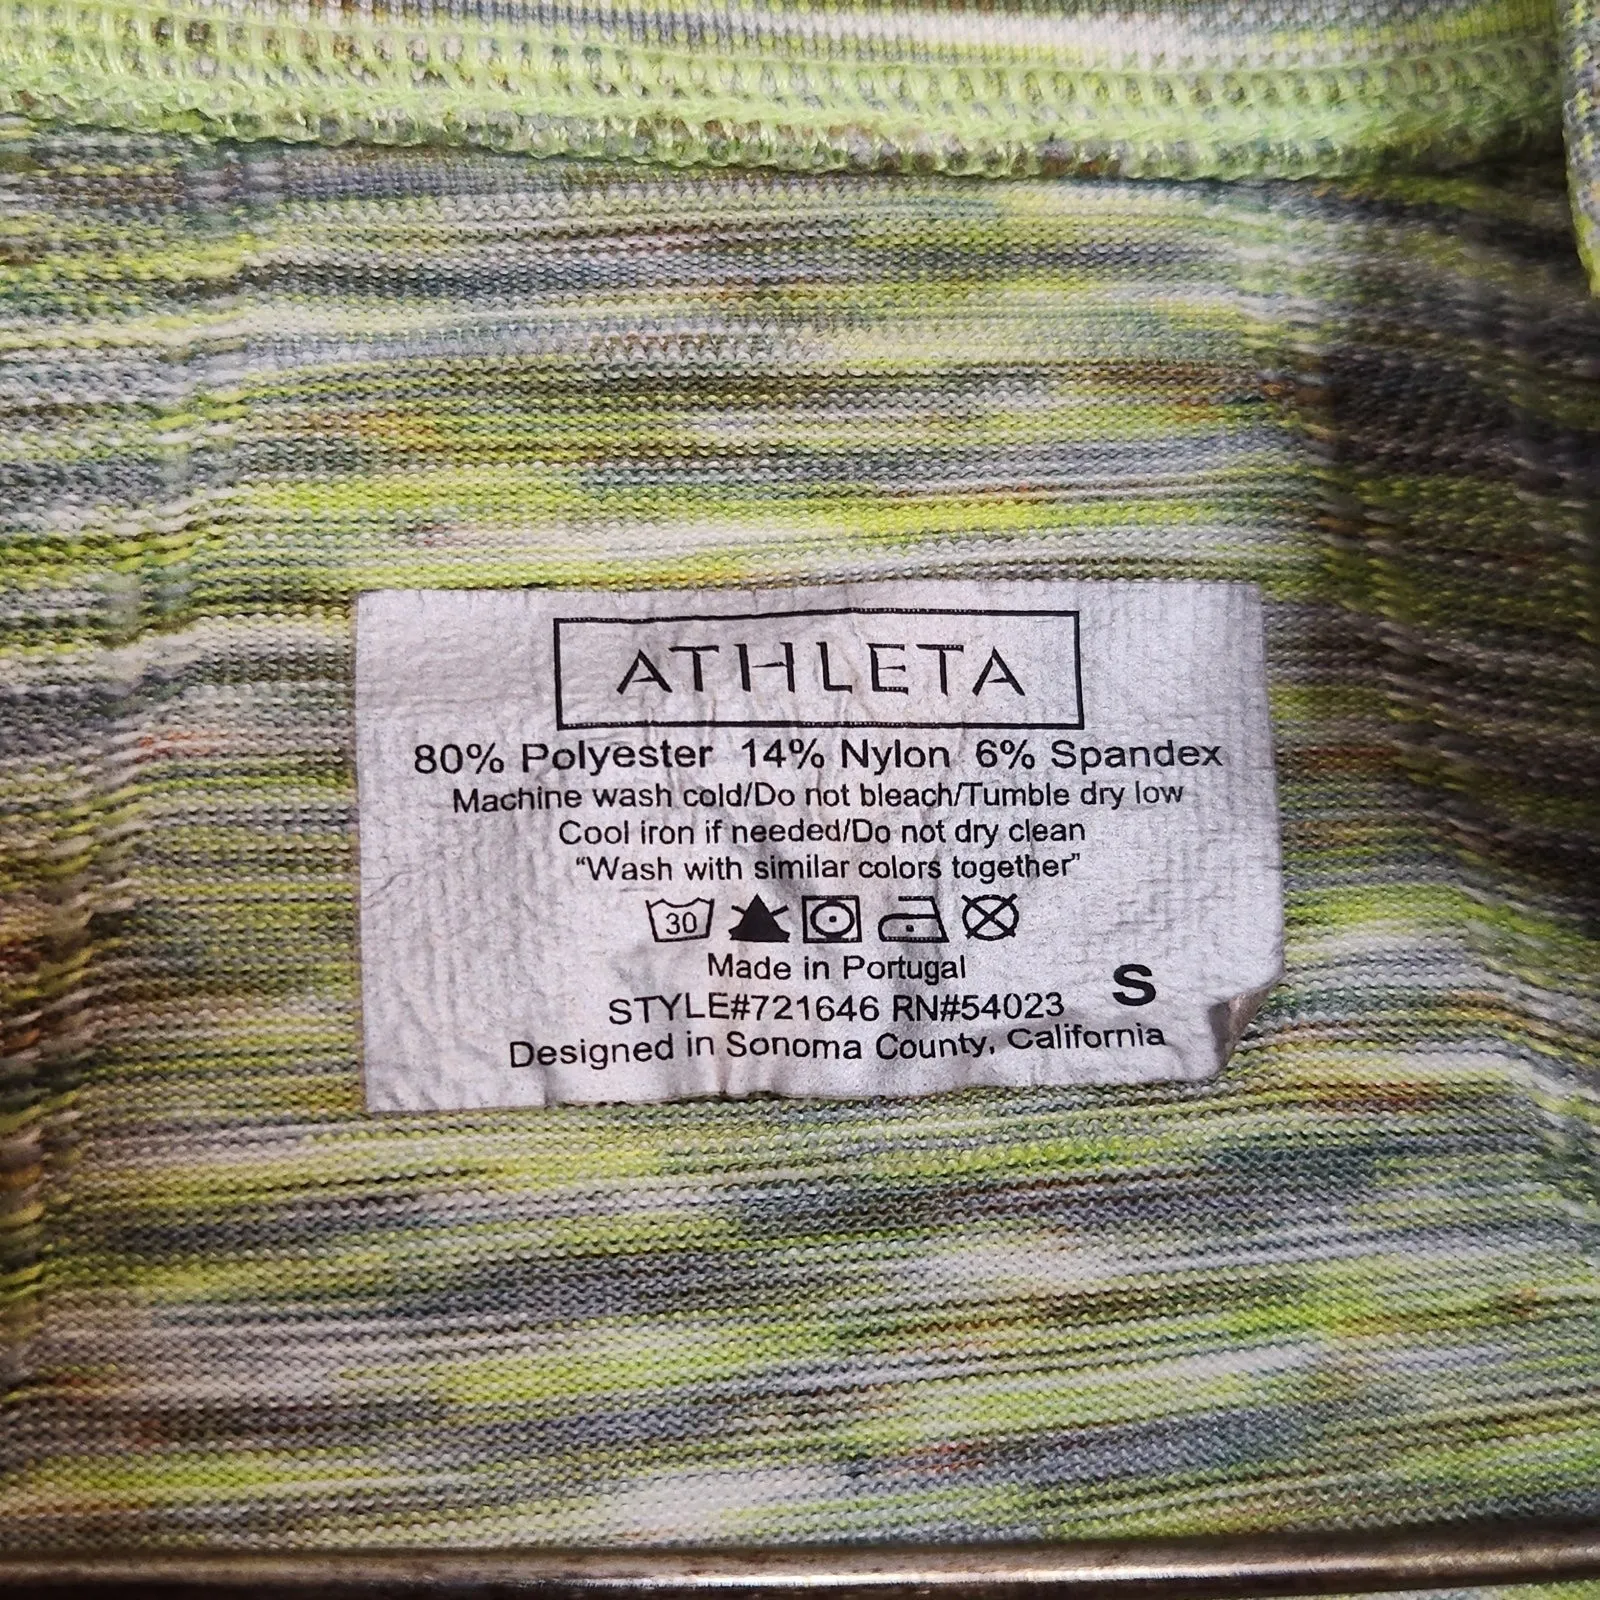 ATHLETA
80% Polyester 14% Nylon 6% Spandex
Machine wash cold/Do not bleach/Tumble dry low
Cool iron if needed/Do not dry clean
“Wash with similar colors together”
30
Made in Portugal
S
STYLE#721646 RN#54023
Designed in Sonoma County, California